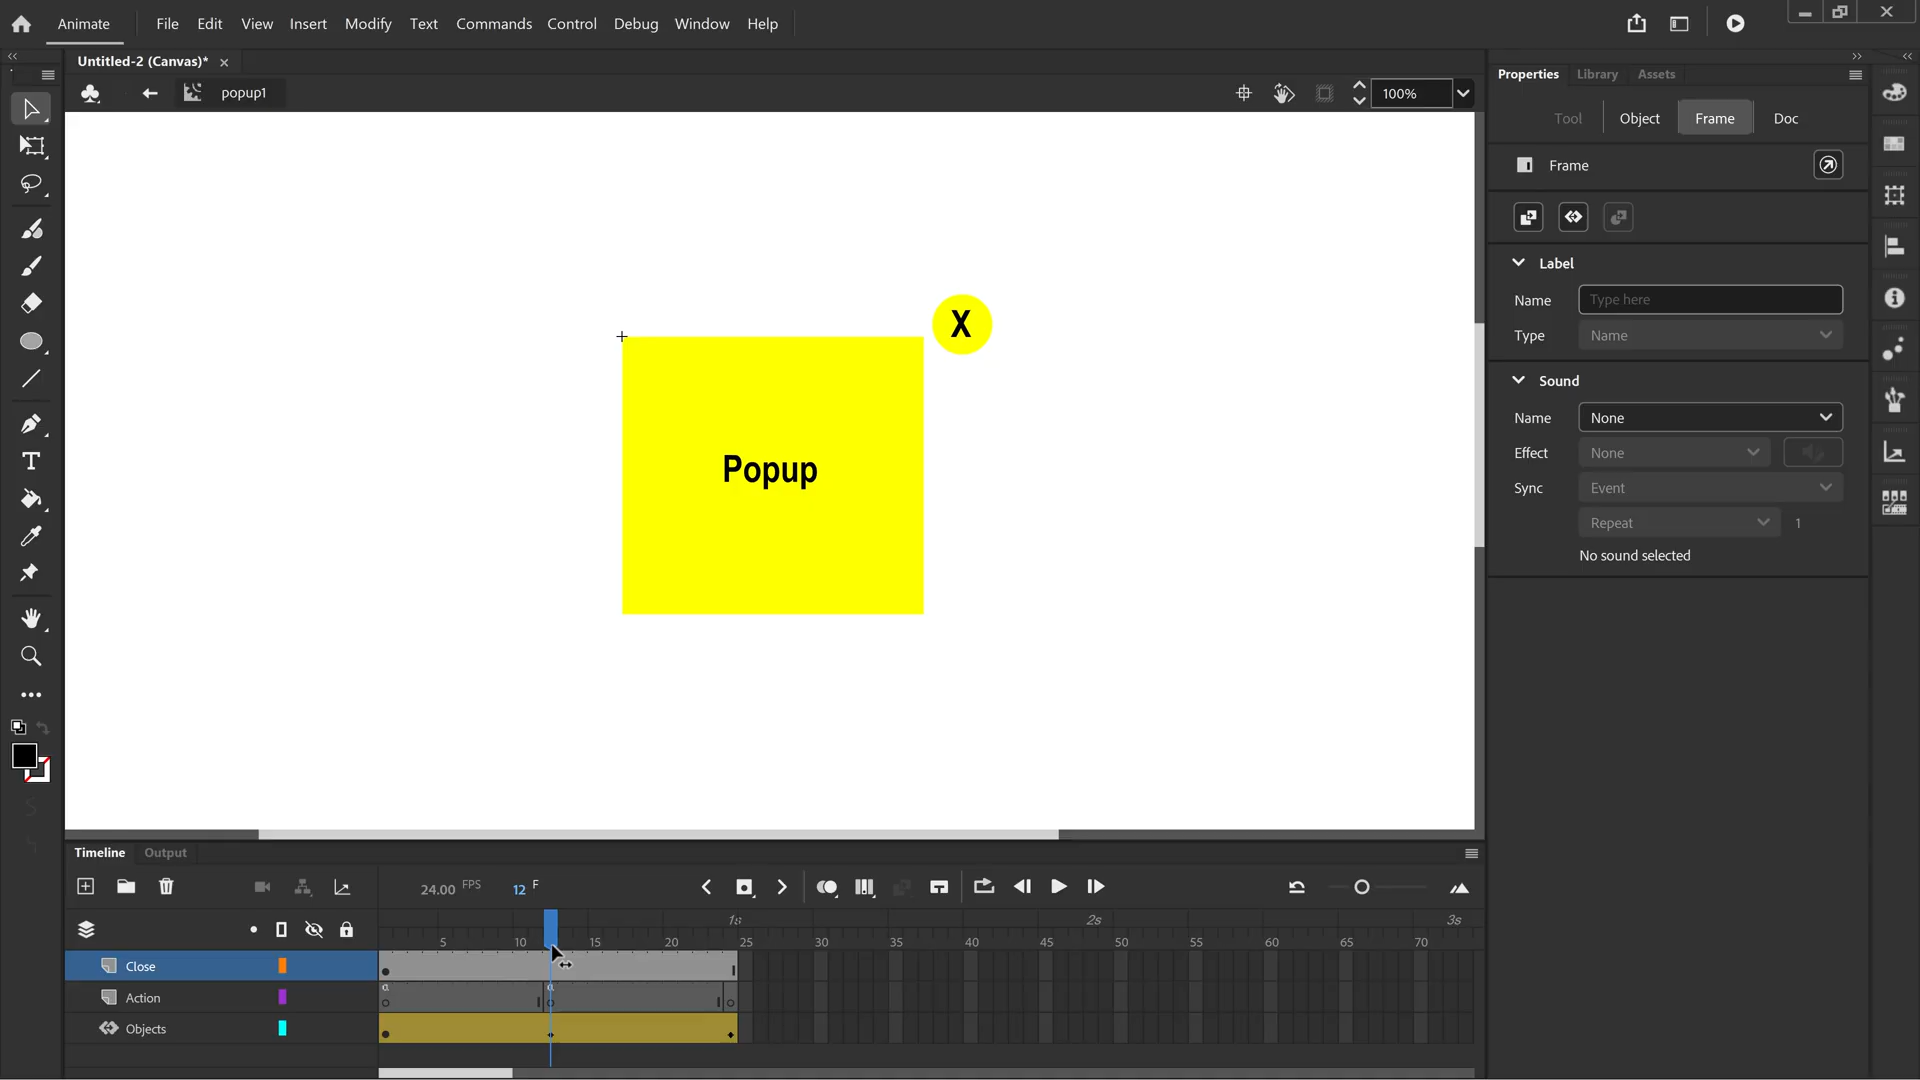 Animate File Edit View Insert Modify Text Commands Control Debug Window Help
Untitled-2 (Canvas)*
popup1
100%
Properties Library Assets
Tool Object Frame Doc
Frame
Label
Name Type here
Type Name
Sound
Name None
Effect None
Sync Event
Repeat 1
No sound selected
X
Popup
Timeline Output
24.00 FPS 12 F
1s 2s 3s
5 10 15 20 25 30 35 40 45 50 55 60 65 70
Close
a a
Action
Objects